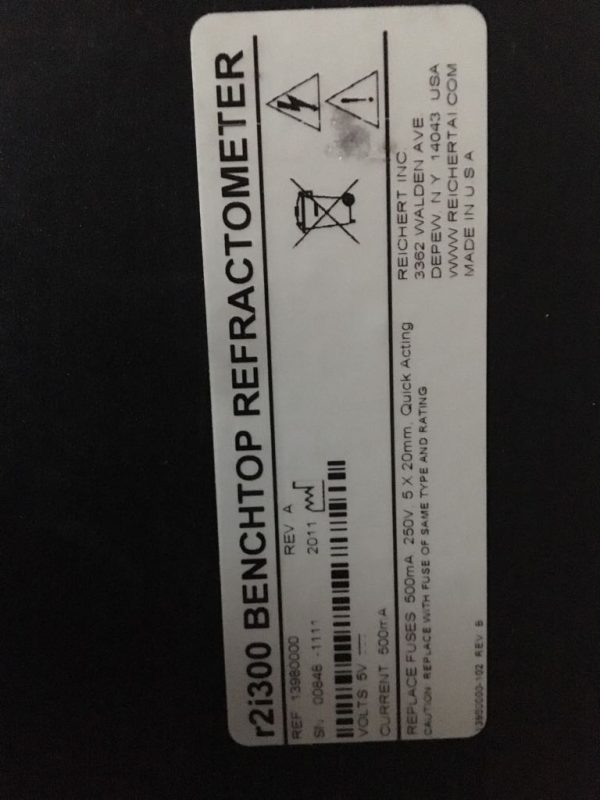 r2i300 BENCHTOP REFRACTOMETER
REF 13980000 REV A
SN 00848 -1111 2011
VOLTS 5V
CURRENT 500mA
REPLACE FUSES 500mA 250V, 5 X 20mm, Quick Acting
CAUTION: REPLACE WITH FUSE OF SAME TYPE AND RATING
REICHERT INC.
3362 WALDEN AVE.
DEPEW, N Y 14043 USA
WWW.REICHERTAI.COM
MADE IN U S A
REV B